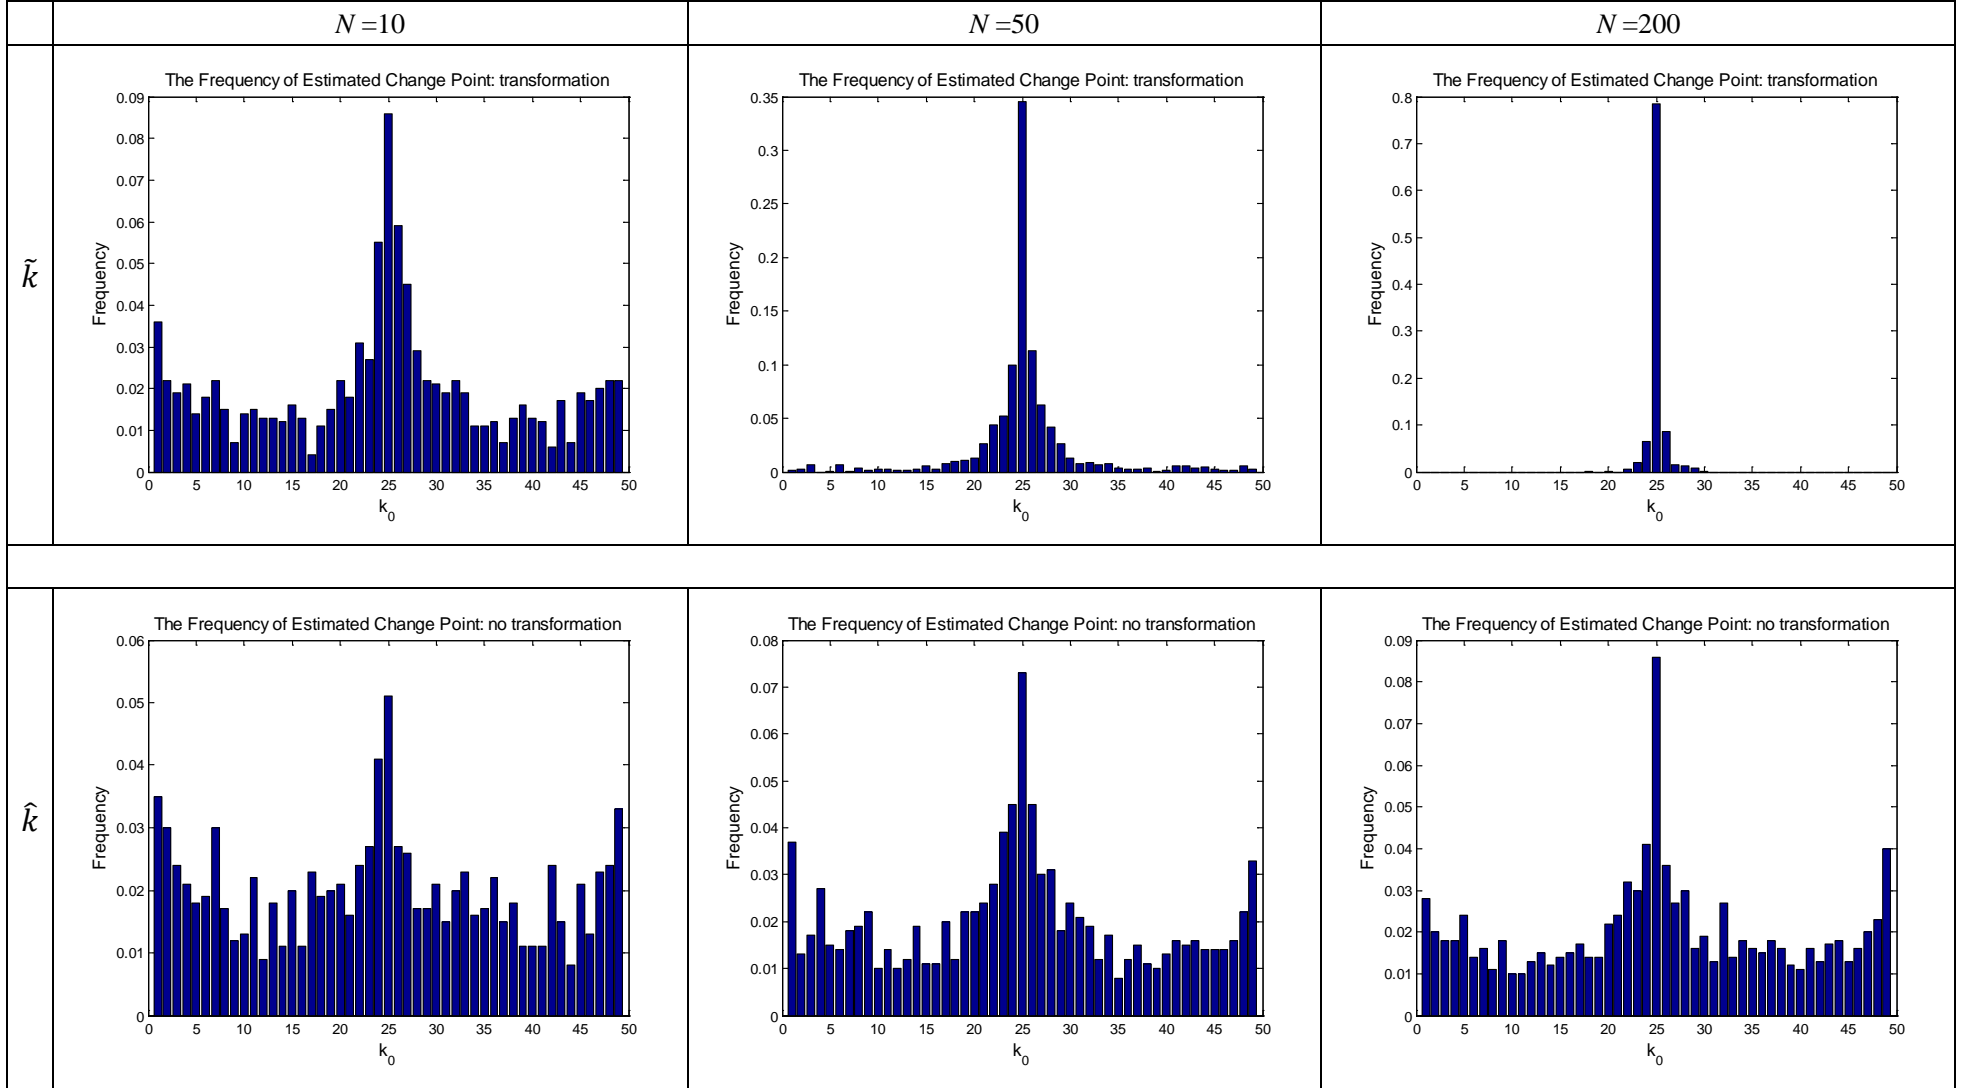 N =10 N =50 N =200
k̃
The Frequency of Estimated Change Point: transformation
0.09
0.08
0.07
0.06
0.05
0.04
0.03
0.02
0.01
0
Frequency
0 5 10 15 20 25 30 35 40 45 50
k0
The Frequency of Estimated Change Point: transformation
0.35
0.3
0.25
0.2
0.15
0.1
0.05
0
Frequency
0 5 10 15 20 25 30 35 40 45 50
k0
The Frequency of Estimated Change Point: transformation
0.8
0.7
0.6
0.5
0.4
0.3
0.2
0.1
0
Frequency
0 5 10 15 20 25 30 35 40 45 50
k0
k̂
The Frequency of Estimated Change Point: no transformation
0.06
0.05
0.04
0.03
0.02
0.01
0
Frequency
0 5 10 15 20 25 30 35 40 45 50
k0
The Frequency of Estimated Change Point: no transformation
0.08
0.07
0.06
0.05
0.04
0.03
0.02
0.01
0
Frequency
0 5 10 15 20 25 30 35 40 45 50
k0
The Frequency of Estimated Change Point: no transformation
0.09
0.08
0.07
0.06
0.05
0.04
0.03
0.02
0.01
0
Frequency
0 5 10 15 20 25 30 35 40 45 50
k0